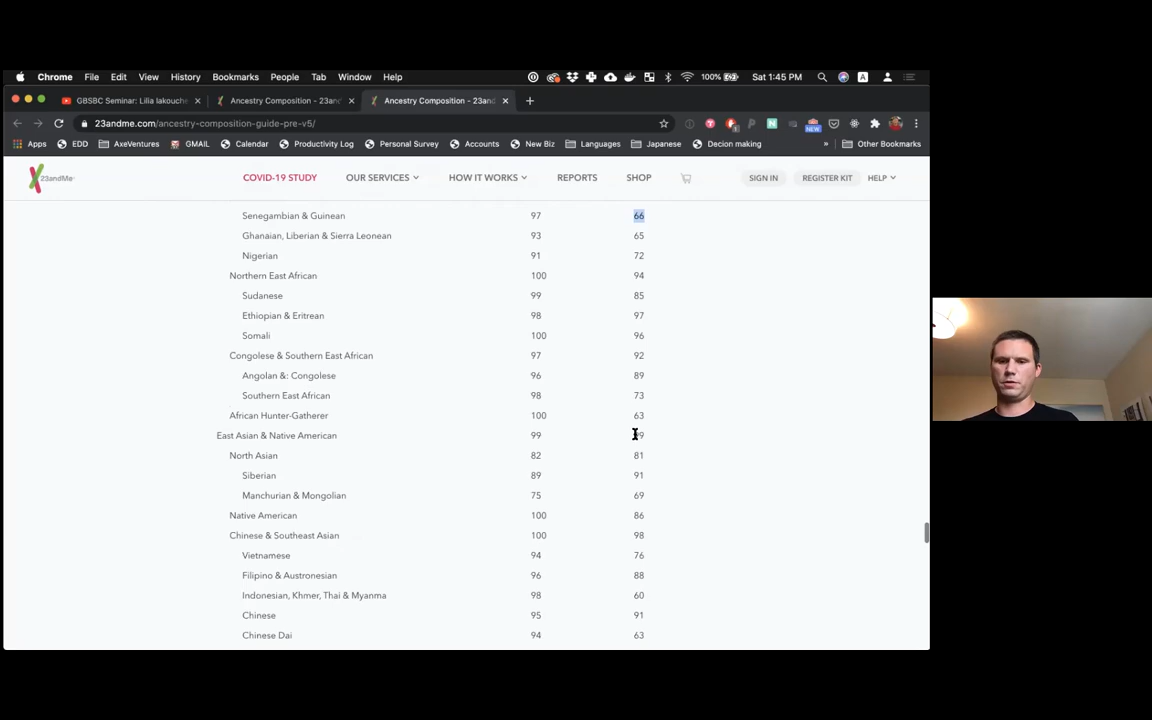 Chrome File Edit View History Bookmarks People Tab Window Help 100% Sat 1:45 PM
GBSBC Seminar: Lilia Iakouche Ancestry Composition - 23an Ancestry Composition - 23and
23andme.com/ancestry-composition-guide-pre-v5/
Apps EDD AxeVentures GMAIL Calendar Productivity Log Personal Survey Accounts New Biz Languages Japanese Decion making » Other Bookmarks
23andMe COVID-19 STUDY OUR SERVICES HOW IT WORKS REPORTS SHOP SIGN IN REGISTER KIT HELP
Senegambian & Guinean 97 66
Ghanaian, Liberian & Sierra Leonean 93 65
Nigerian 91 72
Northern East African 100 94
Sudanese 99 85
Ethiopian & Eritrean 98 97
Somali 100 96
Congolese & Southern East African 97 92
Angolan &: Congolese 96 89
Southern East African 98 73
African Hunter-Gatherer 100 63
East Asian & Native American 99
North Asian 82 81
Siberian 89 91
Manchurian & Mongolian 75 69
Native American 100 86
Chinese & Southeast Asian 100 98
Vietnamese 94 76
Filipino & Austronesian 96 88
Indonesian, Khmer, Thai & Myanma 98 60
Chinese 95 91
Chinese Dai 94 63